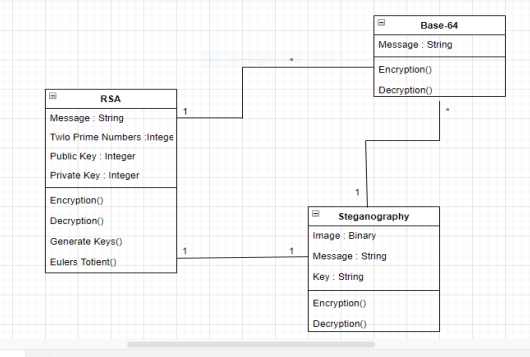 Base-64
Message : String
Encryption()
Decryption()
*
*
RSA
1
Message : String
Twlo Prime Numbers :Intege
Public Key : Integer
Private Key : Integer
Encryption()
Decryption()
Generate Keys()
Eulers Totient()
1
1
1
Steganography
Image : Binary
Message : String
Key : String
Encryption()
Decryption()